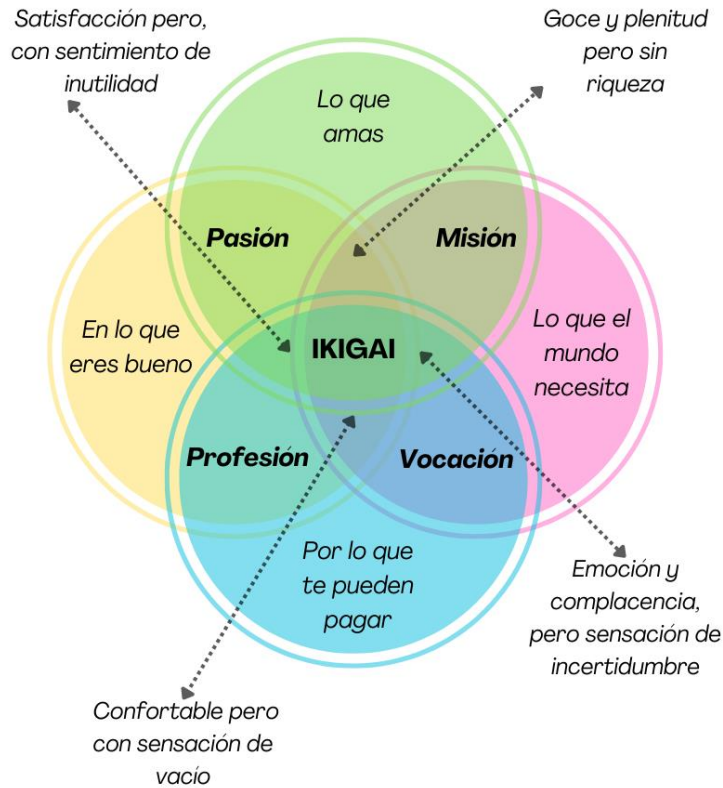 Satisfacción pero,
con sentimiento de
inutilidad
Goce y plenitud
pero sin
riqueza
Lo que
amas
Pasión
Misión
En lo que
eres bueno
IKIGAI
Lo que el
mundo
necesita
Profesión
Vocación
Por lo que
te pueden
pagar
Emoción y
complacencia,
pero sensación de
incertidumbre
Confortable pero
con sensación de
vacío